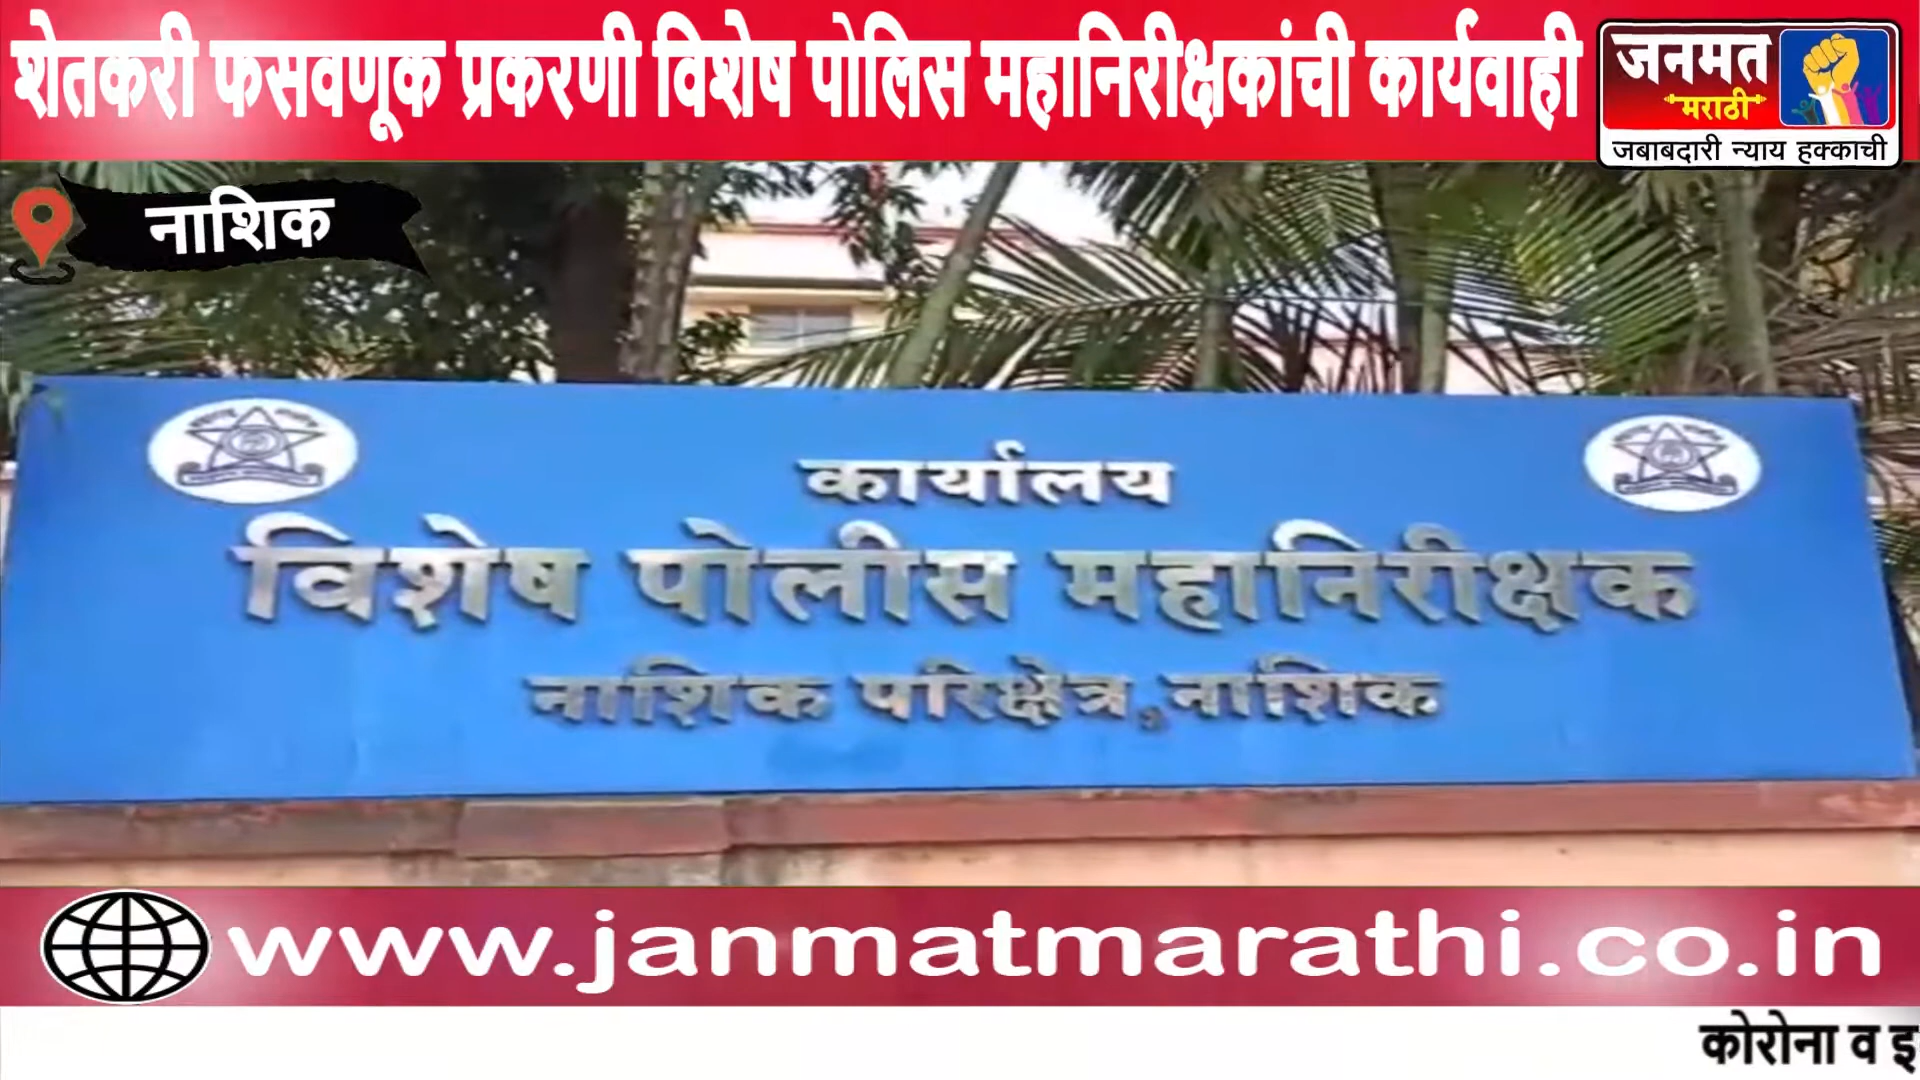 शेतकरी फसवणूक प्रकरणी विशेष पोलिस महानिरीक्षकांची कार्यवाही
जनमत
मराठी
जबाबदारी न्याय हक्काची
नाशिक
कार्यालय
विशेष पोलीस महानिरीक्षक
नाशिक परिक्षेत्र,नाशिक
www.janmatmarathi.co.in
कोरोना व इ